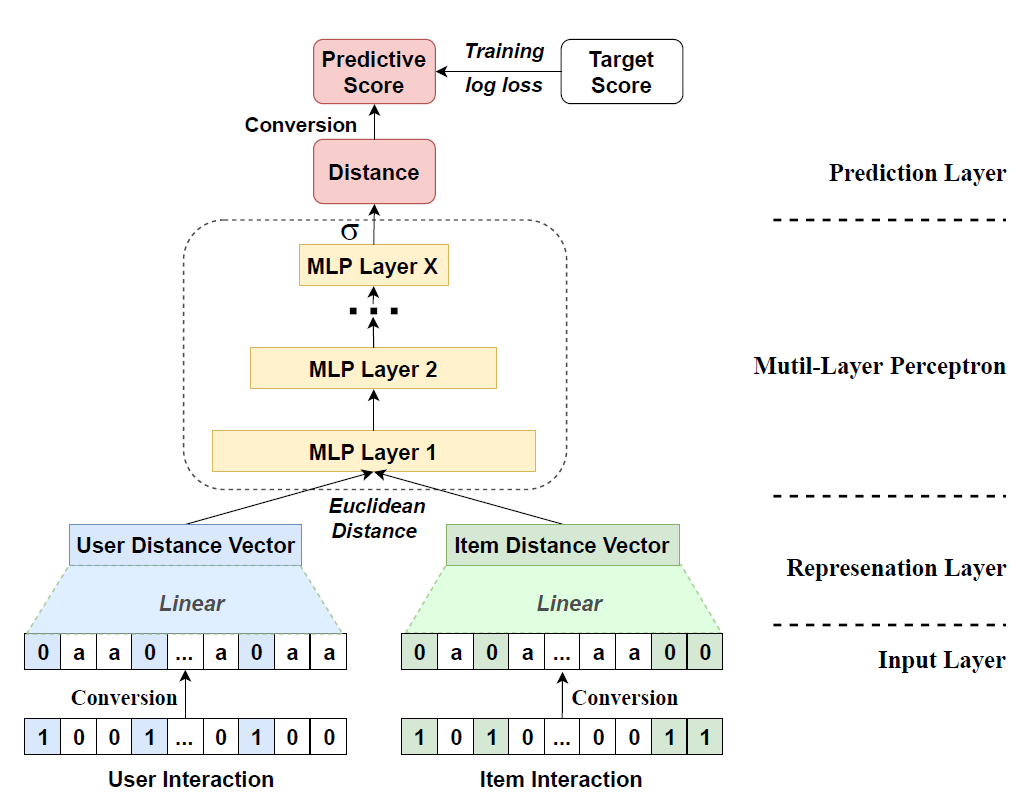 Predictive
Score
Training
log loss
Target
Score
Conversion
Distance
Prediction Layer
σ
MLP Layer X
...
MLP Layer 2
Mutil-Layer Perceptron
MLP Layer 1
Euclidean
Distance
User Distance Vector
Item Distance Vector
Represenation Layer
Linear
Linear
0 a a 0 ... a 0 a a
0 a 0 a ... a a 0 0
Input Layer
Conversion
Conversion
1 0 0 1 ... 0 1 0 0
1 0 1 0 ... 0 0 1 1
User Interaction
Item Interaction